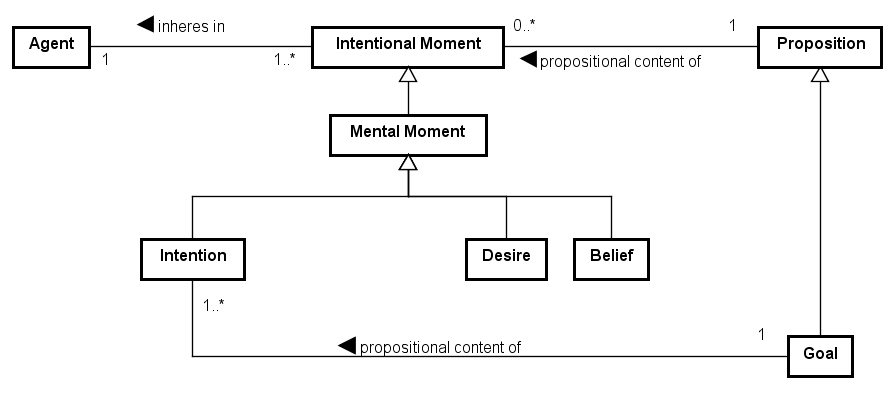 inheres in
0..*
1
Agent
Intentional Moment
Proposition
1
1..*
propositional content of
Mental Moment
Intention
Desire
Belief
1..*
1
propositional content of
Goal